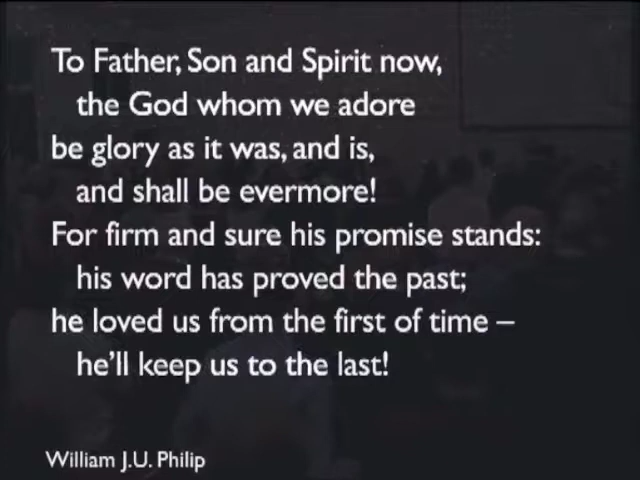 To Father, Son and Spirit now,
the God whom we adore
be glory as it was, and is,
and shall be evermore!
For firm and sure his promise stands:
his word has proved the past;
he loved us from the first of time –
he'll keep us to the last!
William J.U. Philip